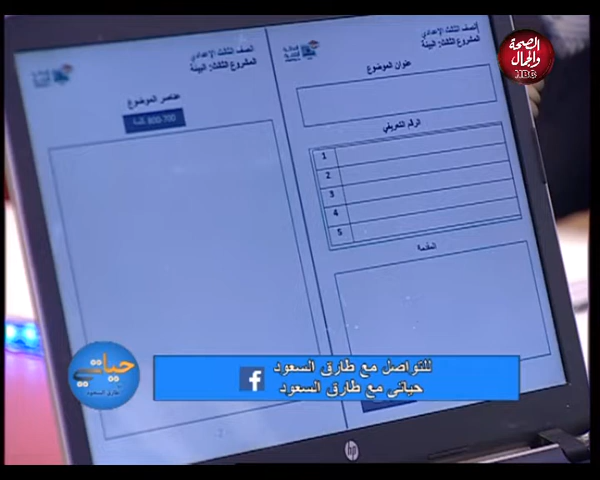 الصحة
والجمال
HBC
الصف الثالث الإعدادي
المشروع الثالث: البيئة
عنوان الموضوع
الرقم التعريفي
1
2
3
4
5
المقدمة
الصف الثالث الإعدادي
المشروع الثالث: البيئة
عناصر الموضوع
700-800 كلمة
حياتي
طارق السعود
للتواصل مع طارق السعود
حياتي مع طارق السعود
f
hp